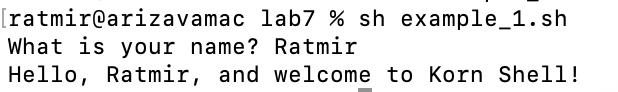 [ratmir@arizavamac lab7 % sh example_1.sh
What is your name? Ratmir
Hello, Ratmir, and welcome to Korn Shell!